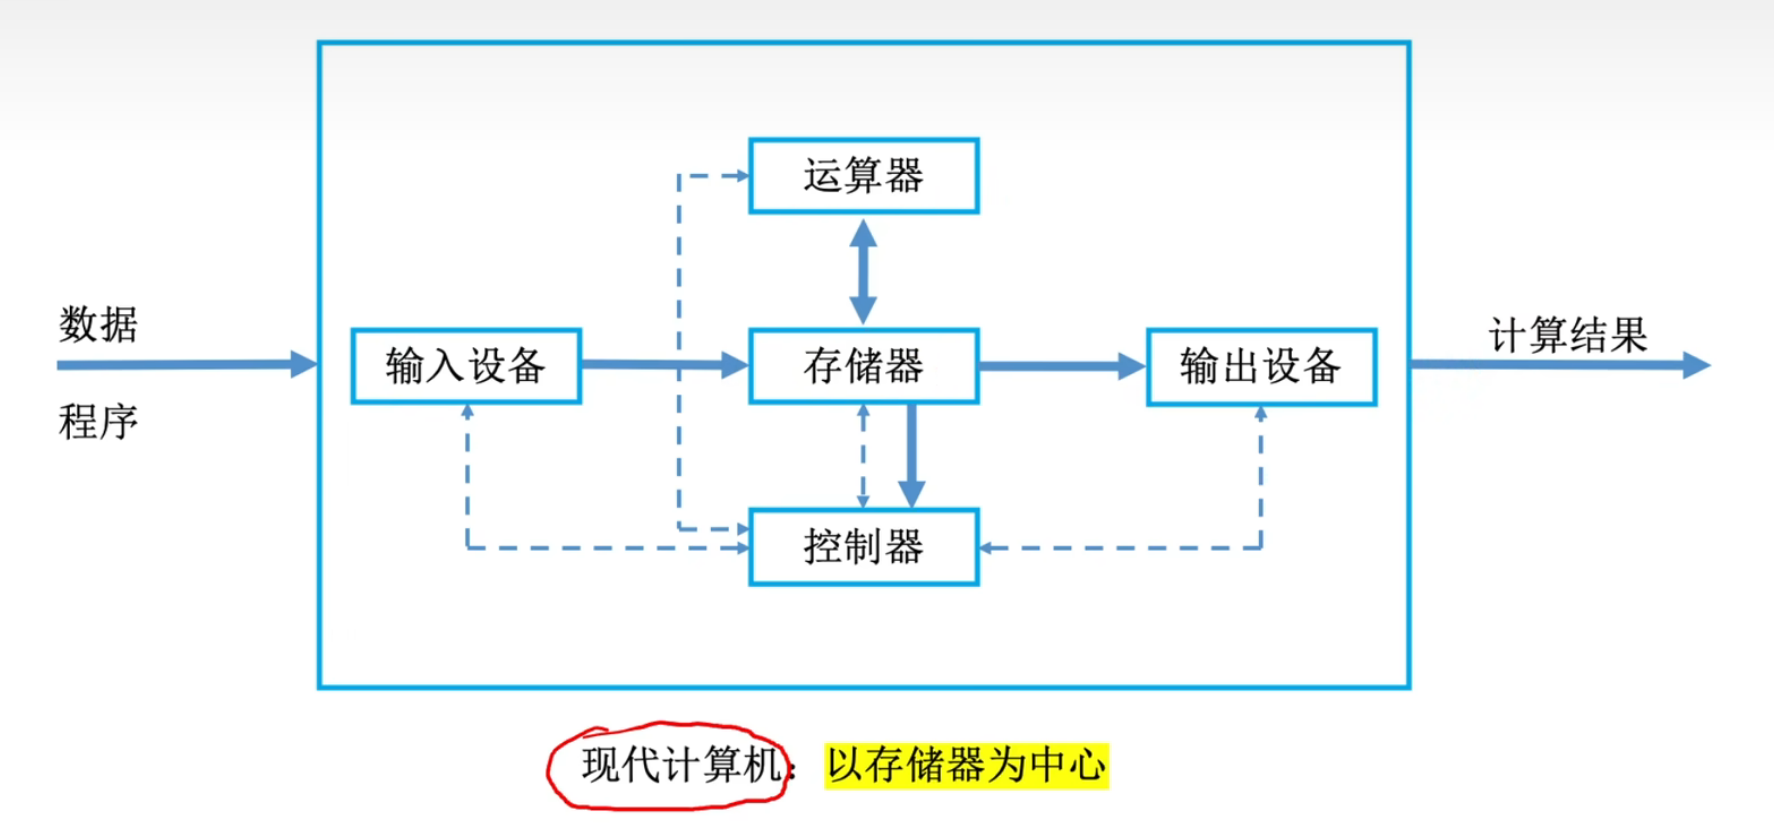 运算器
数据
程序
输入设备
存储器
输出设备
计算结果
控制器
现代计算机：以存储器为中心